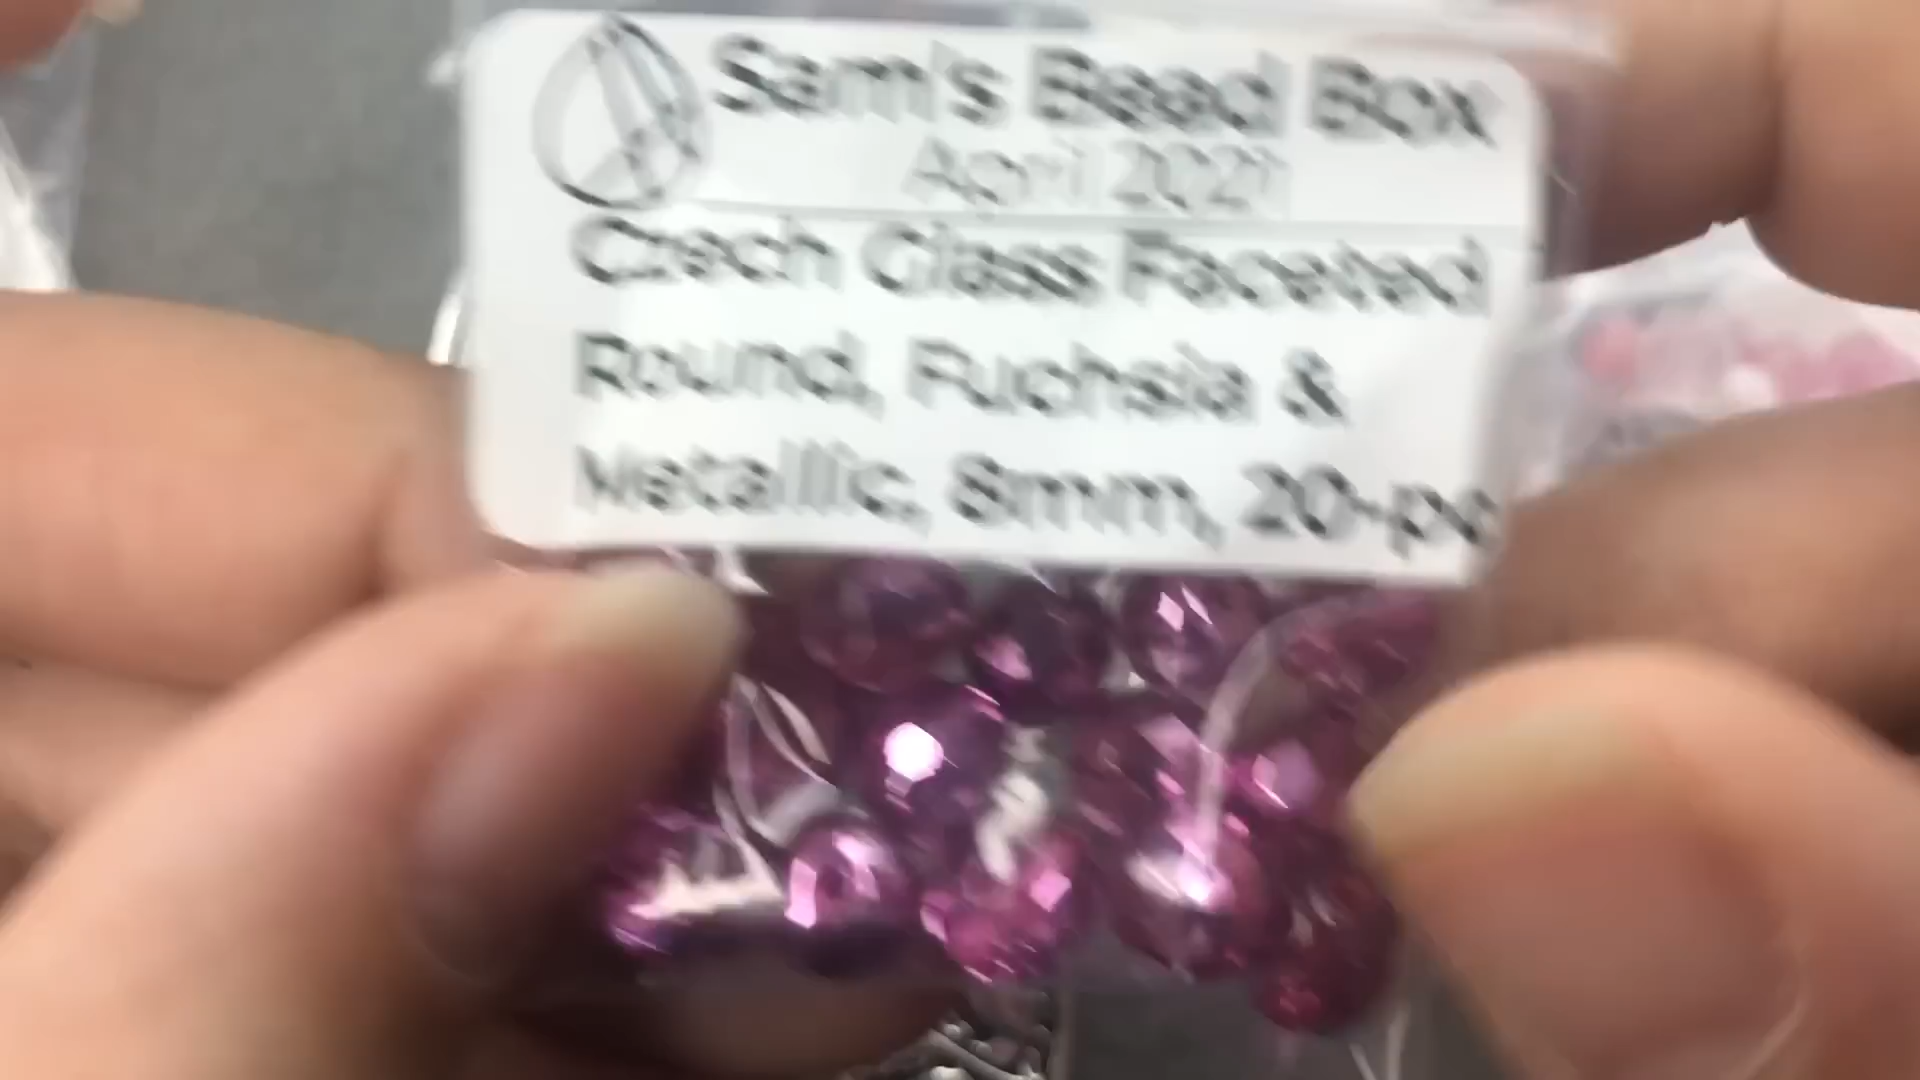 Sam's Bead Box
April 2021
Czech Glass Faceted
Round, Fuchsia &
Metallic, 8mm, 20-pc